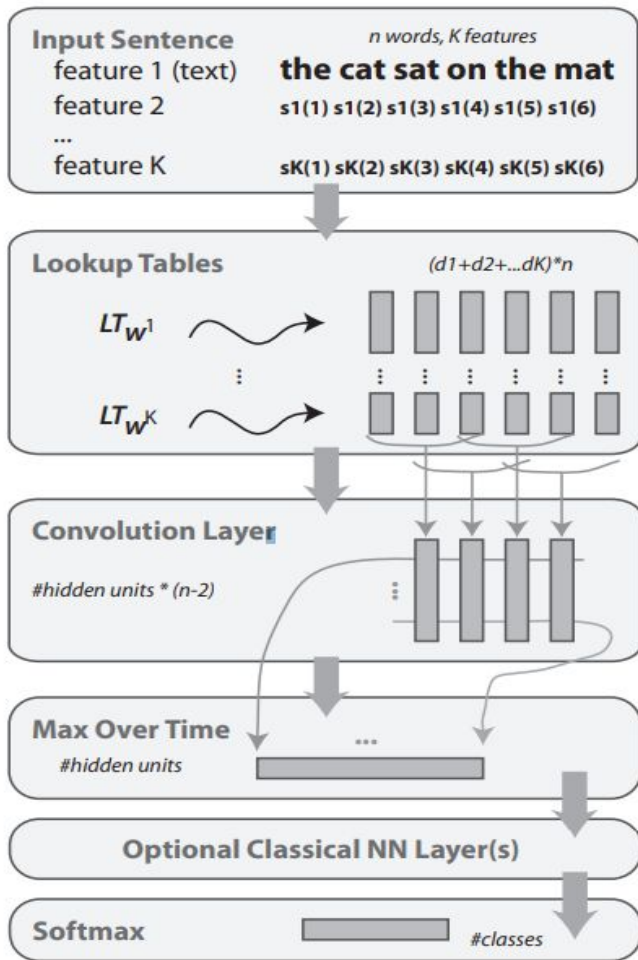 Input Sentence
n words, K features
feature 1 (text) the cat sat on the mat
feature 2 s1(1) s1(2) s1(3) s1(4) s1(5) s1(6)
...
feature K sK(1) sK(2) sK(3) sK(4) sK(5) sK(6)
Lookup Tables
(d1+d2+...dK)*n
LTw1
...
LTwK
Convolution Layer
#hidden units * (n-2)
Max Over Time
#hidden units
Optional Classical NN Layer(s)
Softmax
#classes